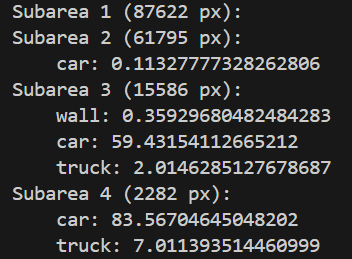 Subarea 1 (87622 px):
Subarea 2 (61795 px):
    car: 0.11327777328262806
Subarea 3 (15586 px):
    wall: 0.35929680482484283
    car: 59.43154112665212
    truck: 2.0146285127678687
Subarea 4 (2282 px):
    car: 83.56704645048202
    truck: 7.011393514460999